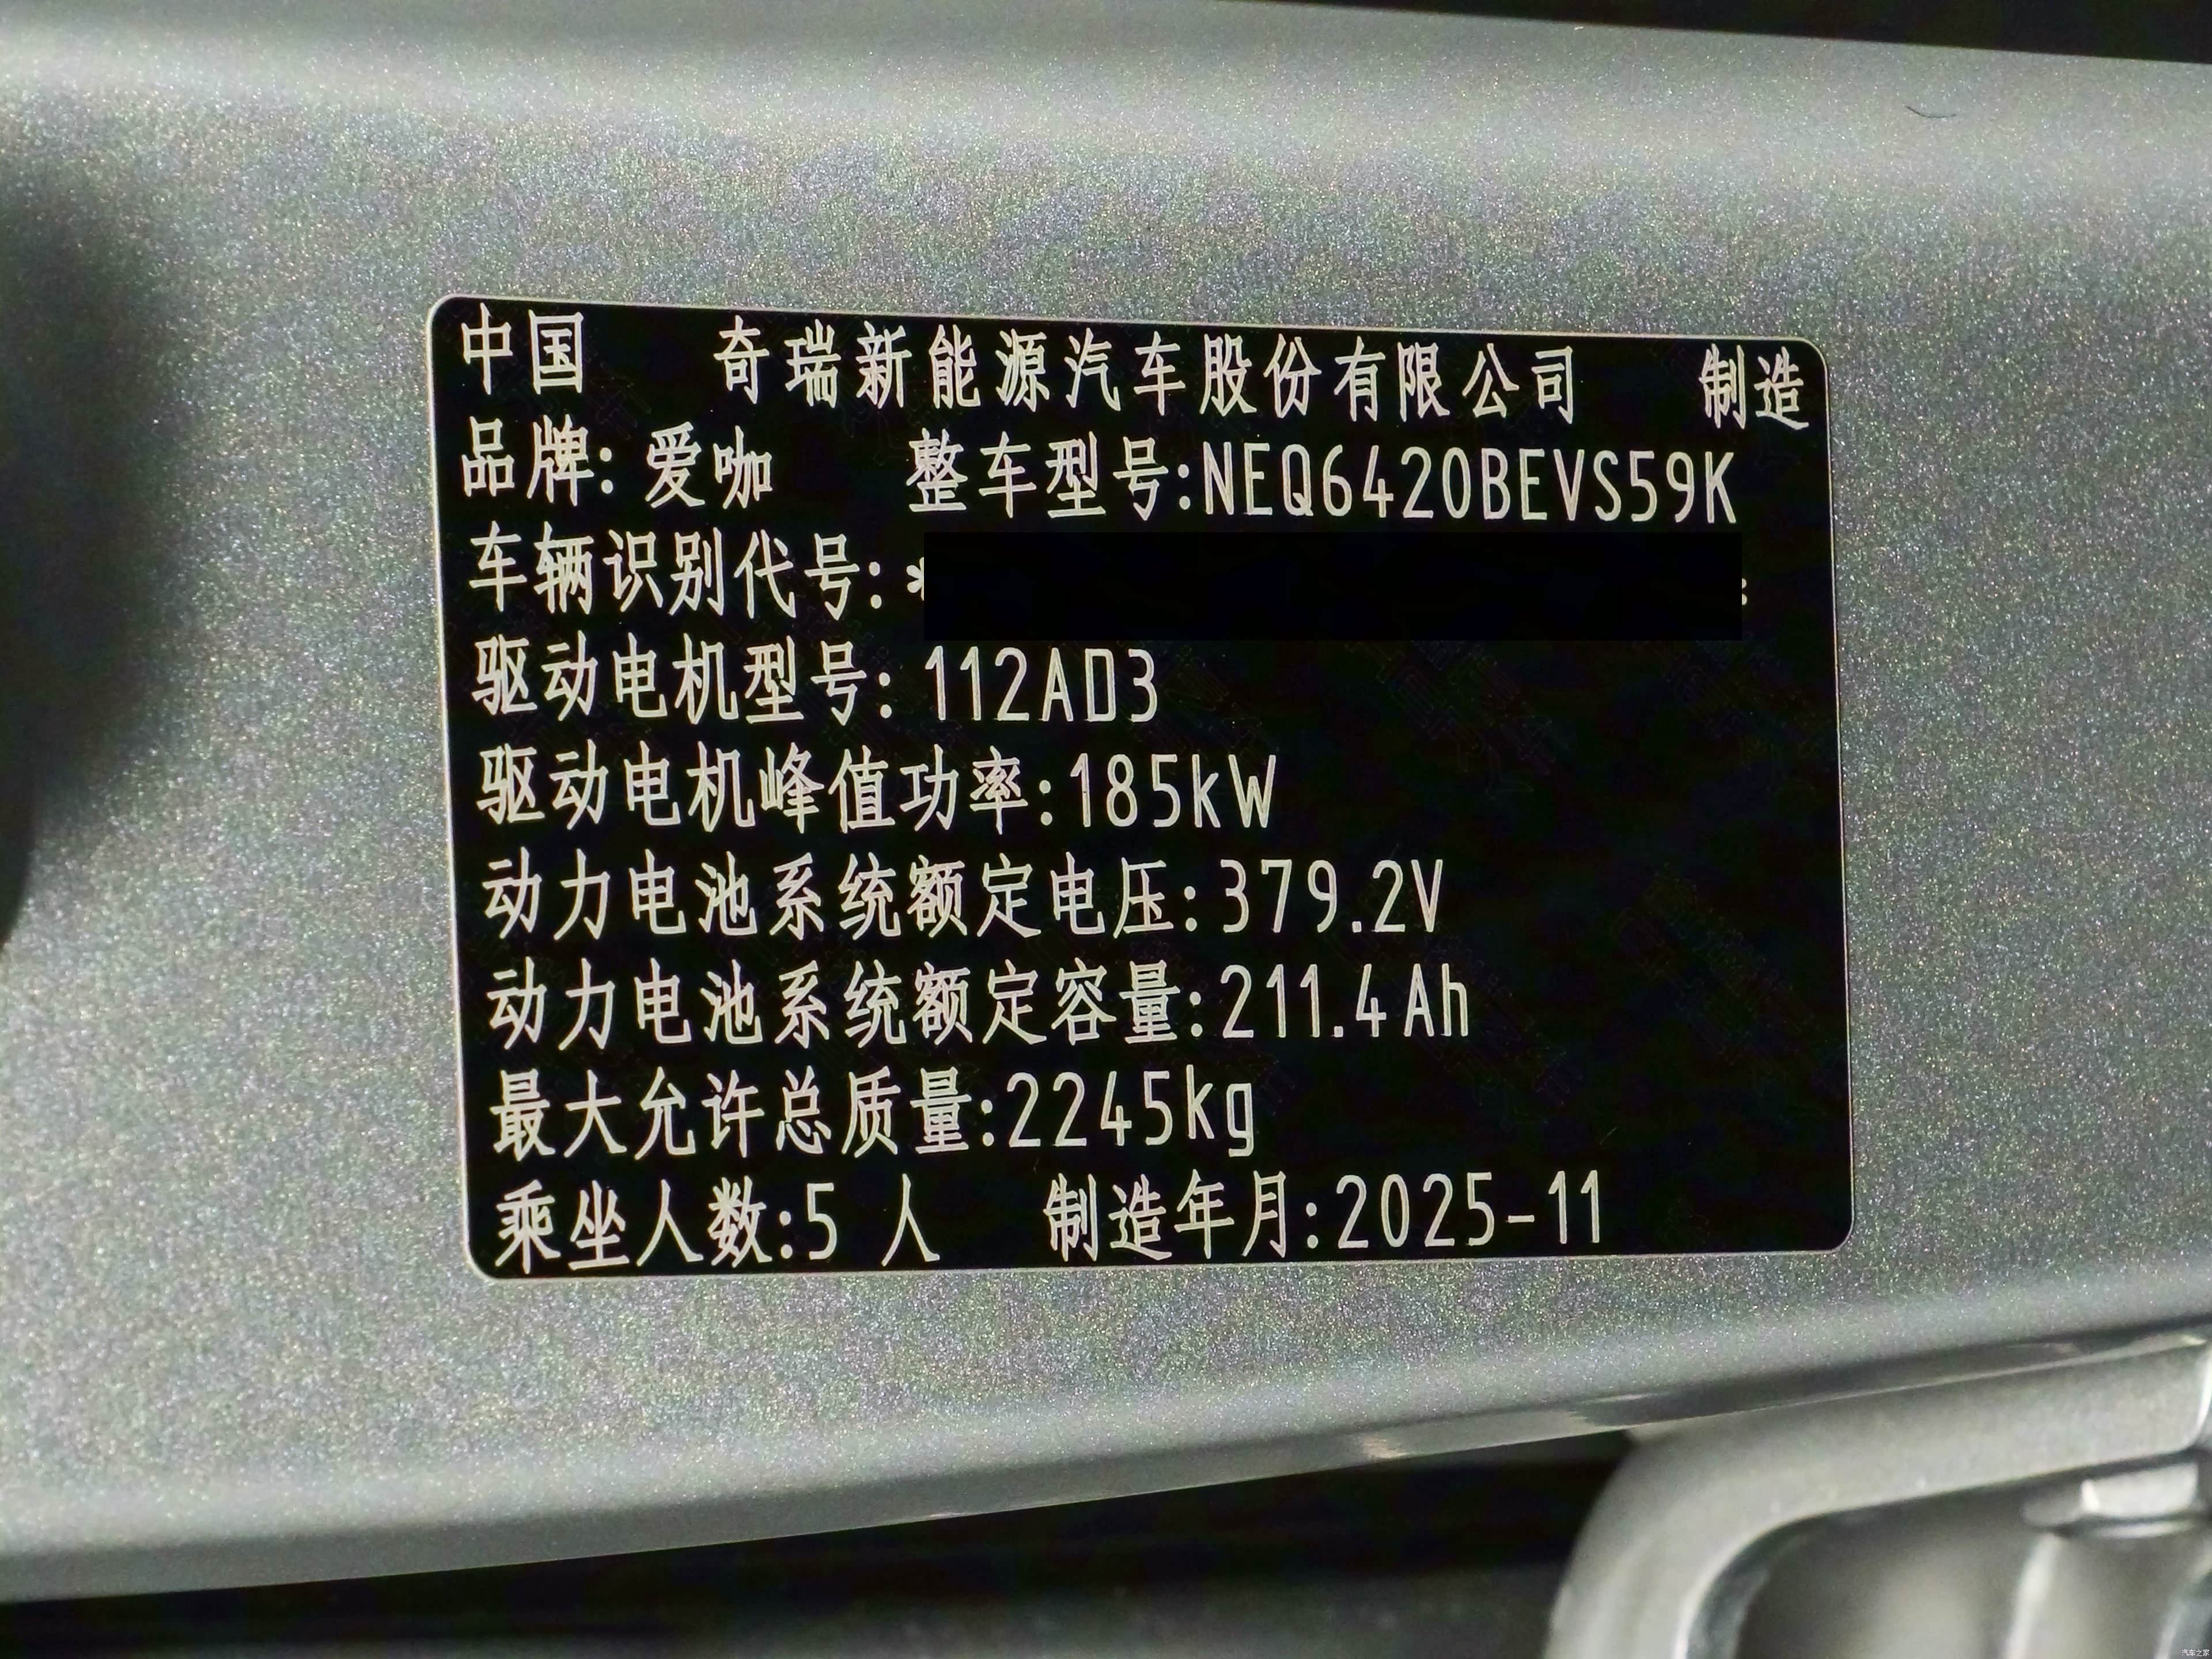 中国 奇瑞新能源汽车股份有限公司 制造
品牌: 爱咖 整车型号:NEQ6420BEVS59K
车辆识别代号:*
驱动电机型号: 112AD3
驱动电机峰值功率:185kW
动力电池系统额定电压:379.2V
动力电池系统额定容量:211.4Ah
最大允许总质量:2245kg
乘坐人数:5 人 制造年月:2025-11
汽车之家